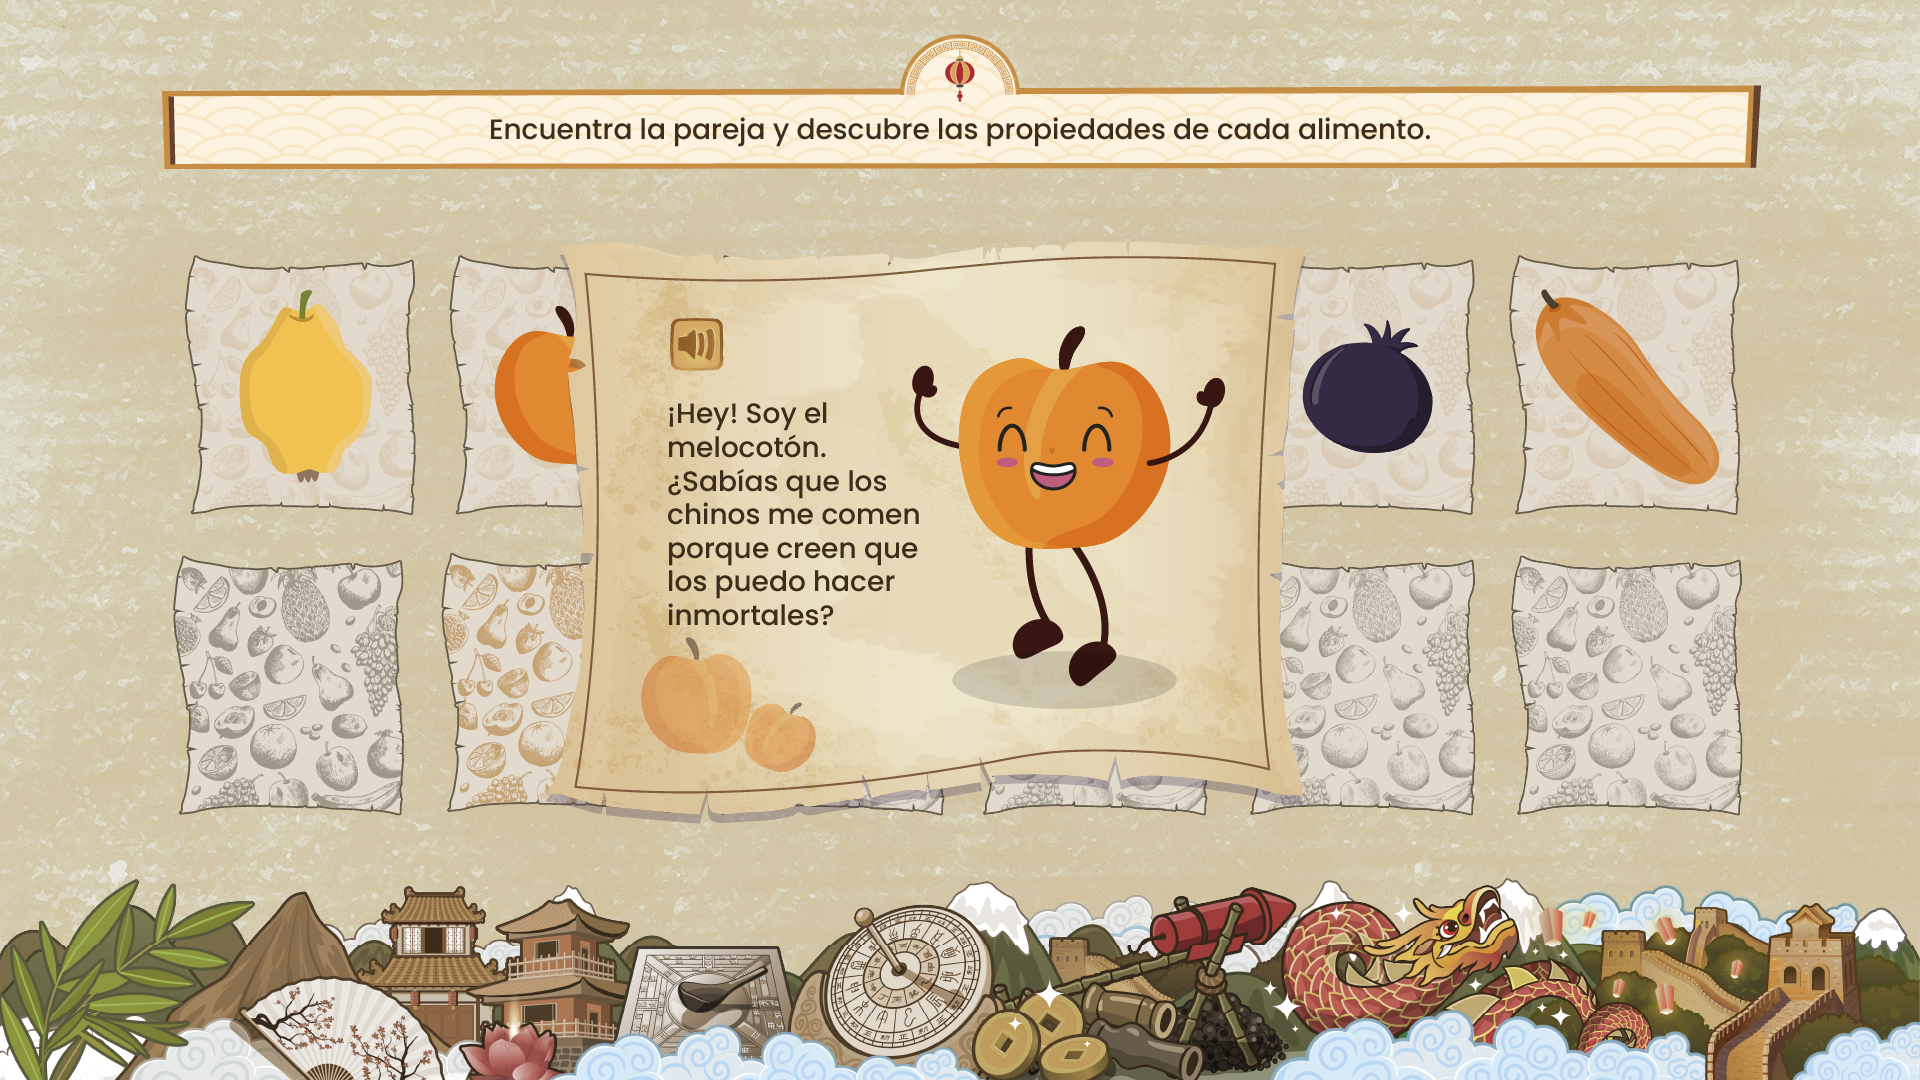 Encuentra la pareja y descubre las propiedades de cada alimento.
¡Hey! Soy el
melocotón.
¿Sabías que los
chinos me comen
porque creen que
los puedo hacer
inmortales?